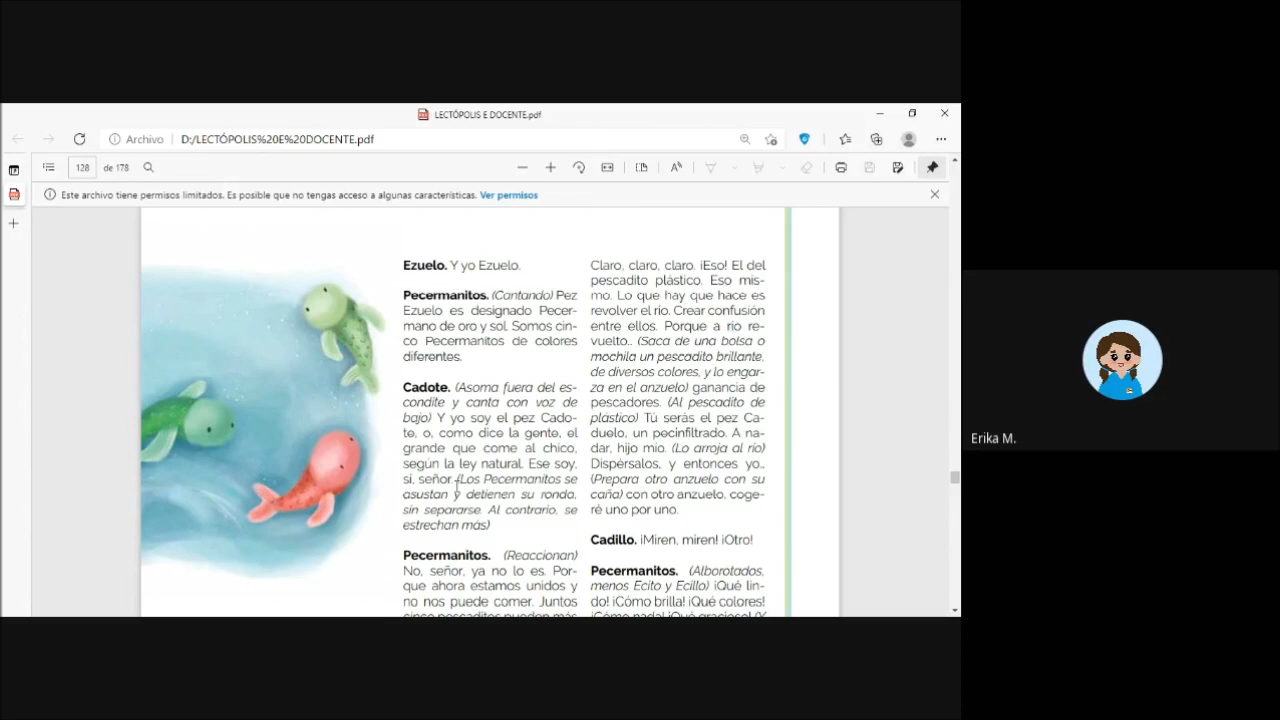 LECTÓPOLIS E DOCENTE.pdf
Archivo
D:/LECTÓPOLIS%20E%20DOCENTE.pdf
128 de 178
Este archivo tiene permisos limitados. Es posible que no tengas acceso a algunas características. Ver permisos
Ezuelo. Y yo Ezuelo.
Pecermanitos. (Cantando) Pez
Ezuelo es designado Pecer-
mano de oro y sol. Somos cin-
co Pecermanitos de colores
diferentes.
Cadote. (Asoma fuera del es-
condite y canta con voz de
bajo) Y yo soy el pez Cado-
te, o, como dice la gente, el
grande que come al chico,
según la ley natural. Ese soy,
sí, señor. (Los Pecermanitos se
asustan y detienen su ronda,
sin separarse. Al contrario, se
estrechan más)
Pecermanitos. (Reaccionan)
No, señor, ya no lo es. Por-
que ahora estamos unidos y
no nos puede comer. Juntos
cinco pescaditos pueden más
Claro, claro, claro. ¡Eso! El del
pescadito plástico. Eso mis-
mo. Lo que hay que hace es
revolver el río. Crear confusión
entre ellos. Porque a río re-
vuelto... (Saca de una bolsa o
mochila un pescadito brillante,
de diversos colores, y lo engar-
za en el anzuelo) ganancia de
pescadores. (Al pescadito de
plástico) Tú serás el pez Ca-
duelo, un pecinfiltrado. A na-
dar, hijo mío. (Lo arroja al río)
Dispérsalos, y entonces yo...
(Prepara otro anzuelo con su
caña) con otro anzuelo, coge-
ré uno por uno.
Cadillo. ¡Miren, miren! ¡Otro!
Pecermanitos. (Alborotados,
menos Ecito y Ecillo) ¡Qué lin-
do! ¡Cómo brilla! ¡Qué colores!
¡Cómo nada! ¡Qué gracioso! (Y
Erika M.